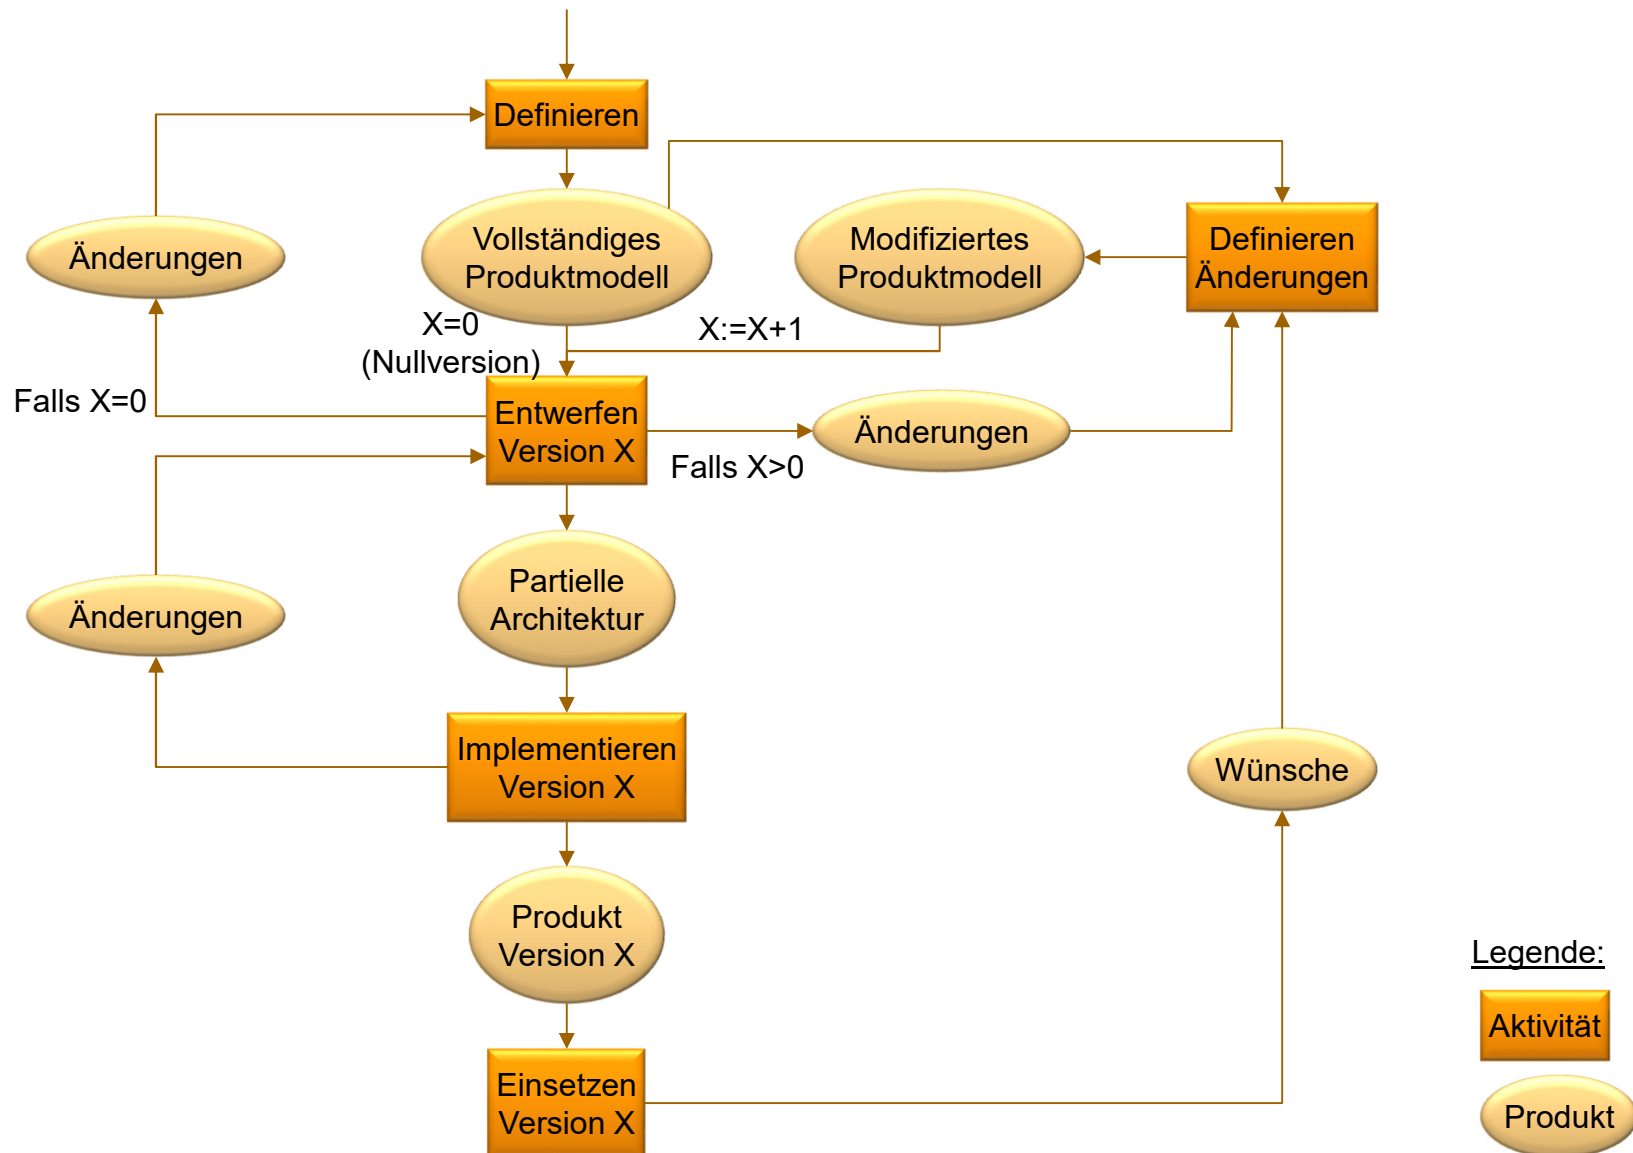 Definieren
Änderungen
Vollständiges
Produktmodell
Modifiziertes
Produktmodell
Definieren
Änderungen
X=0
(Nullversion)
X:=X+1
Falls X=0
Entwerfen
Version X
Falls X>0
Änderungen
Änderungen
Partielle
Architektur
Implementieren
Version X
Wünsche
Produkt
Version X
Einsetzen
Version X
Legende:
Aktivität
Produkt